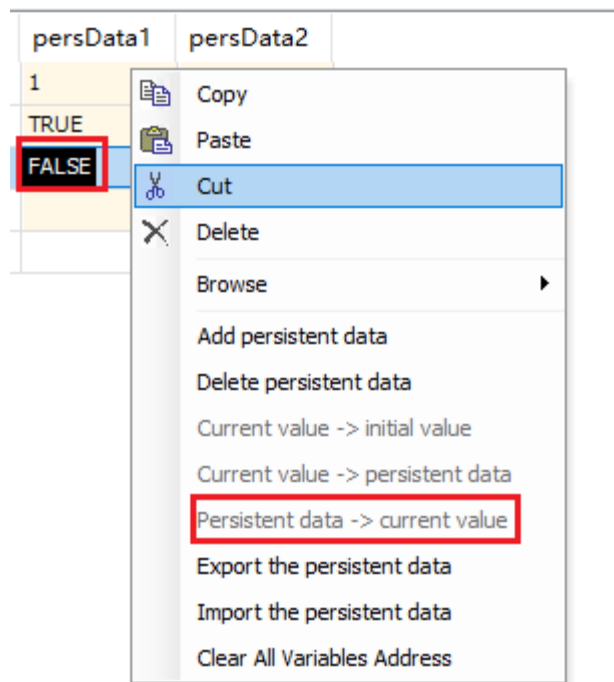 persData1 persData2
1
TRUE
FALSE
Copy
Paste
Cut
Delete
Browse
Add persistent data
Delete persistent data
Current value -> initial value
Current value -> persistent data
Persistent data -> current value
Export the persistent data
Import the persistent data
Clear All Variables Address